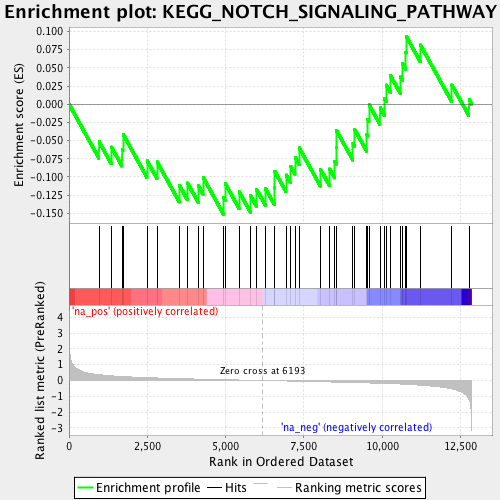 Enrichment plot: KEGG_NOTCH_SIGNALING_PATHWAY
Enrichment score (ES)
0.100
0.075
0.050
0.025
0.000
-0.025
-0.050
-0.075
-0.100
-0.125
-0.150
'na_pos' (positively correlated)
Ranked list metric (PreRanked)
4
3
2
1
0
-1
-2
-3
Zero cross at 6193
'na_neg' (negatively correlated)
0
2,500
5,000
7,500
10,000
12,500
Rank in Ordered Dataset
Enrichment profile
Hits
Ranking metric scores